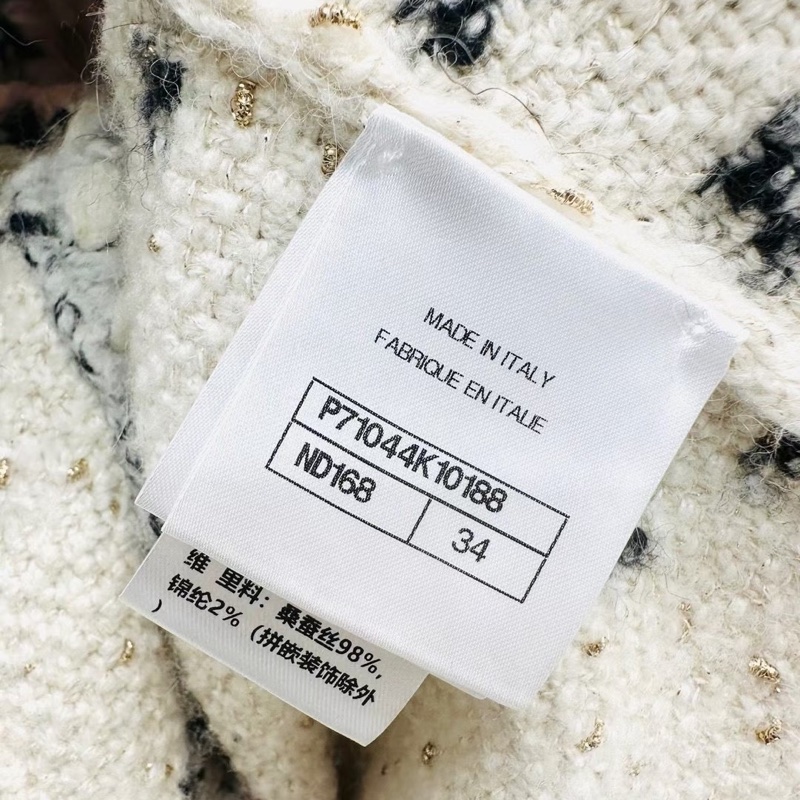 MADE IN ITALY
FABRIQUE EN ITALIE
P71044K10188
ND168
34
维 里料：桑蚕丝98%,
锦纶2%（拼嵌装饰除外
）